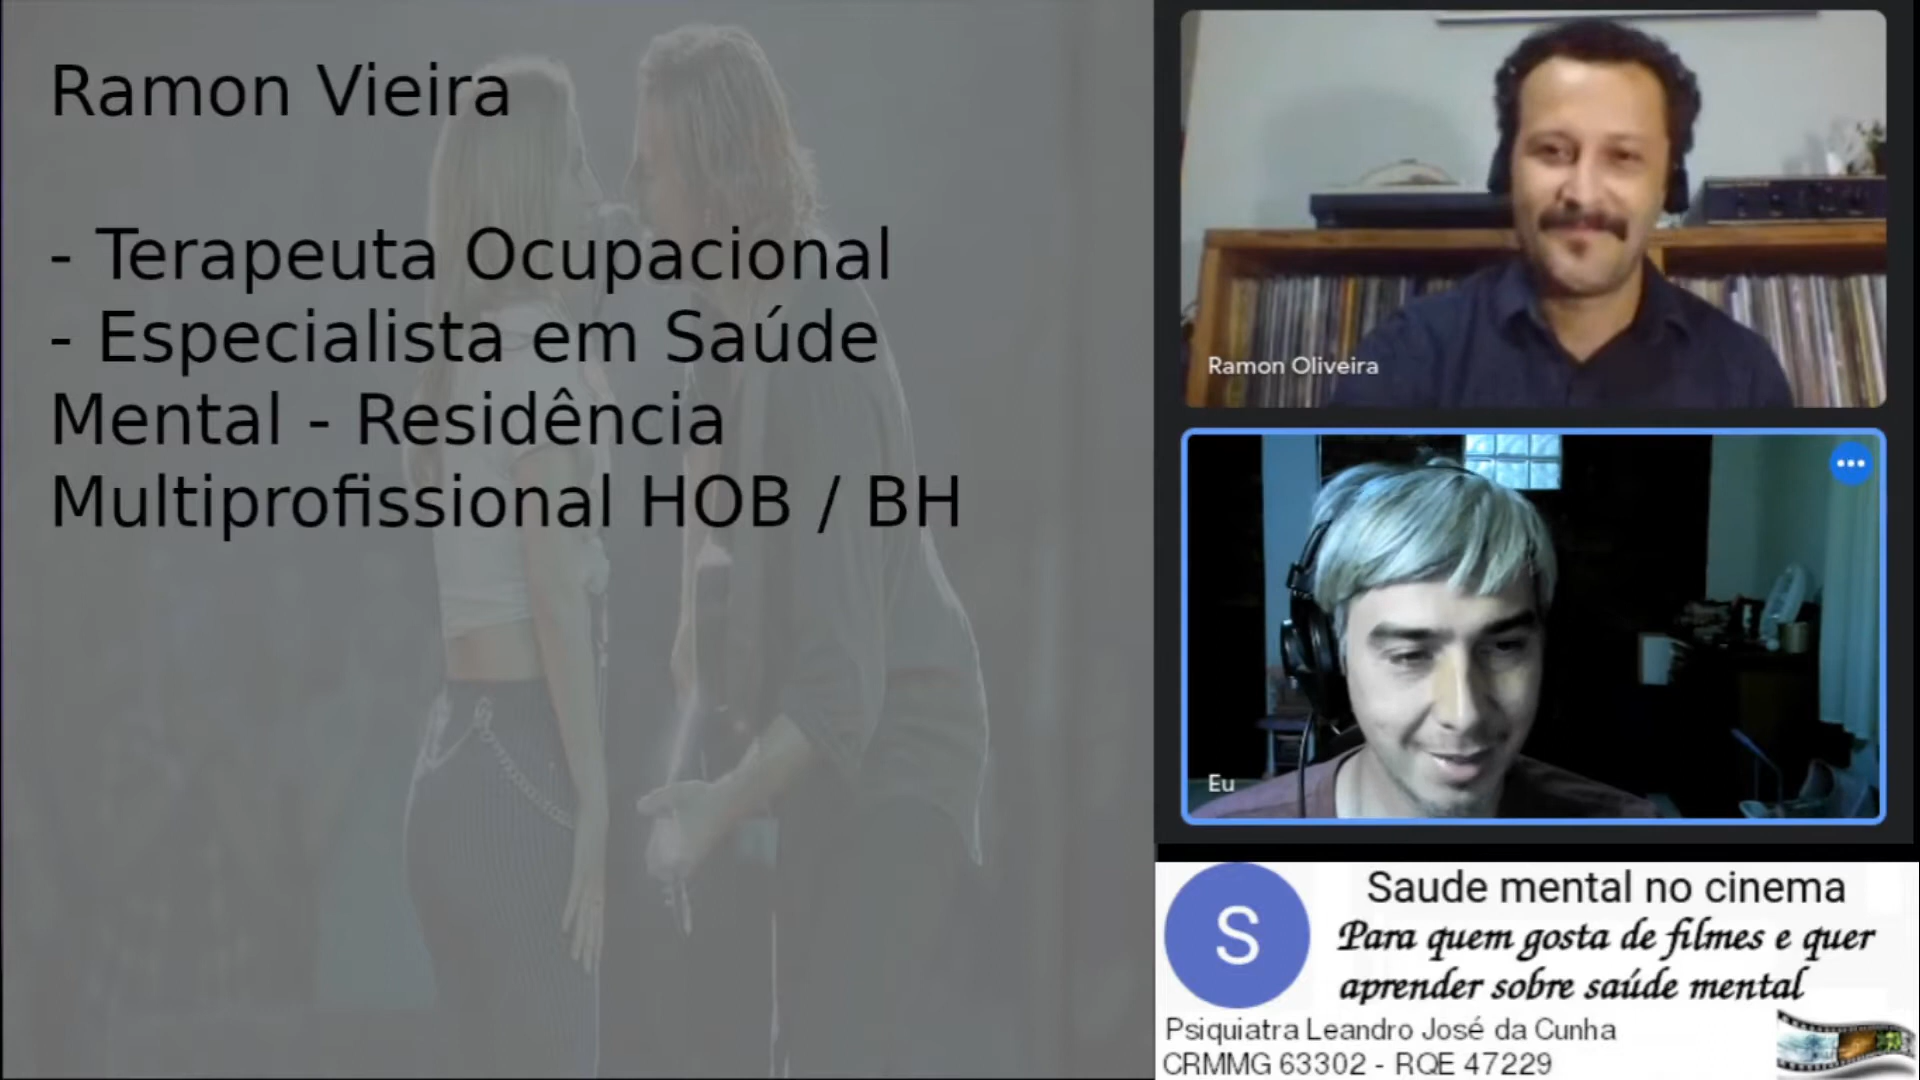 Ramon Vieira
- Terapeuta Ocupacional
- Especialista em Saúde
Mental - Residência
Multiprofissional HOB / BH
Ramon Oliveira
Eu
S
Saude mental no cinema
Para quem gosta de filmes e quer
aprender sobre saúde mental
Psiquiatra Leandro José da Cunha
CRMMG 63302 - RQE 47229